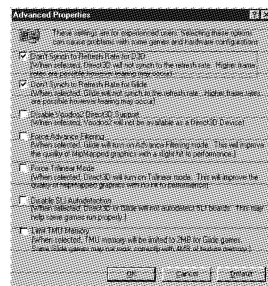 Advanced Properties
These settings are for experienced users. Selecting these options
can cause problems with some games and hardware configurations
Don't Synch to Refresh Rate for D3D
(When selected, Direct3D will not synch to the refresh rate. Higher frame
rates are possible however tearing may occur)
Don't Synch to Refresh Rate for Glide
(When selected, Glide will not synch to the refresh rate. Higher frame rates
are possible however tearing may occur)
Disable Voodoo2 Direct3D Support
(When selected, Voodoo2 will not be available as a Direct3D Device)
Force Advance Filtering
(When selected, Glide will turn on Advance Filtering mode. This will improve
the quality of MipMapped graphics with a slight hit to performance.)
Force Trilinear Mode
(When selected, Direct3D will turn on Trilinear mode. This will improve the
quality of MipMapped graphics with no hit to performance.)
Disable SLI Autodetection
(When selected, Direct3D or Glide will not autodetect SLI boards. This may
help some games run properly.)
Limit TMU Memory
(When selected, TMU memory will be limited to 2MB for Glide games.
Some Glide games may not work correctly with 4MB of texture memory.)
OK Cancel Default